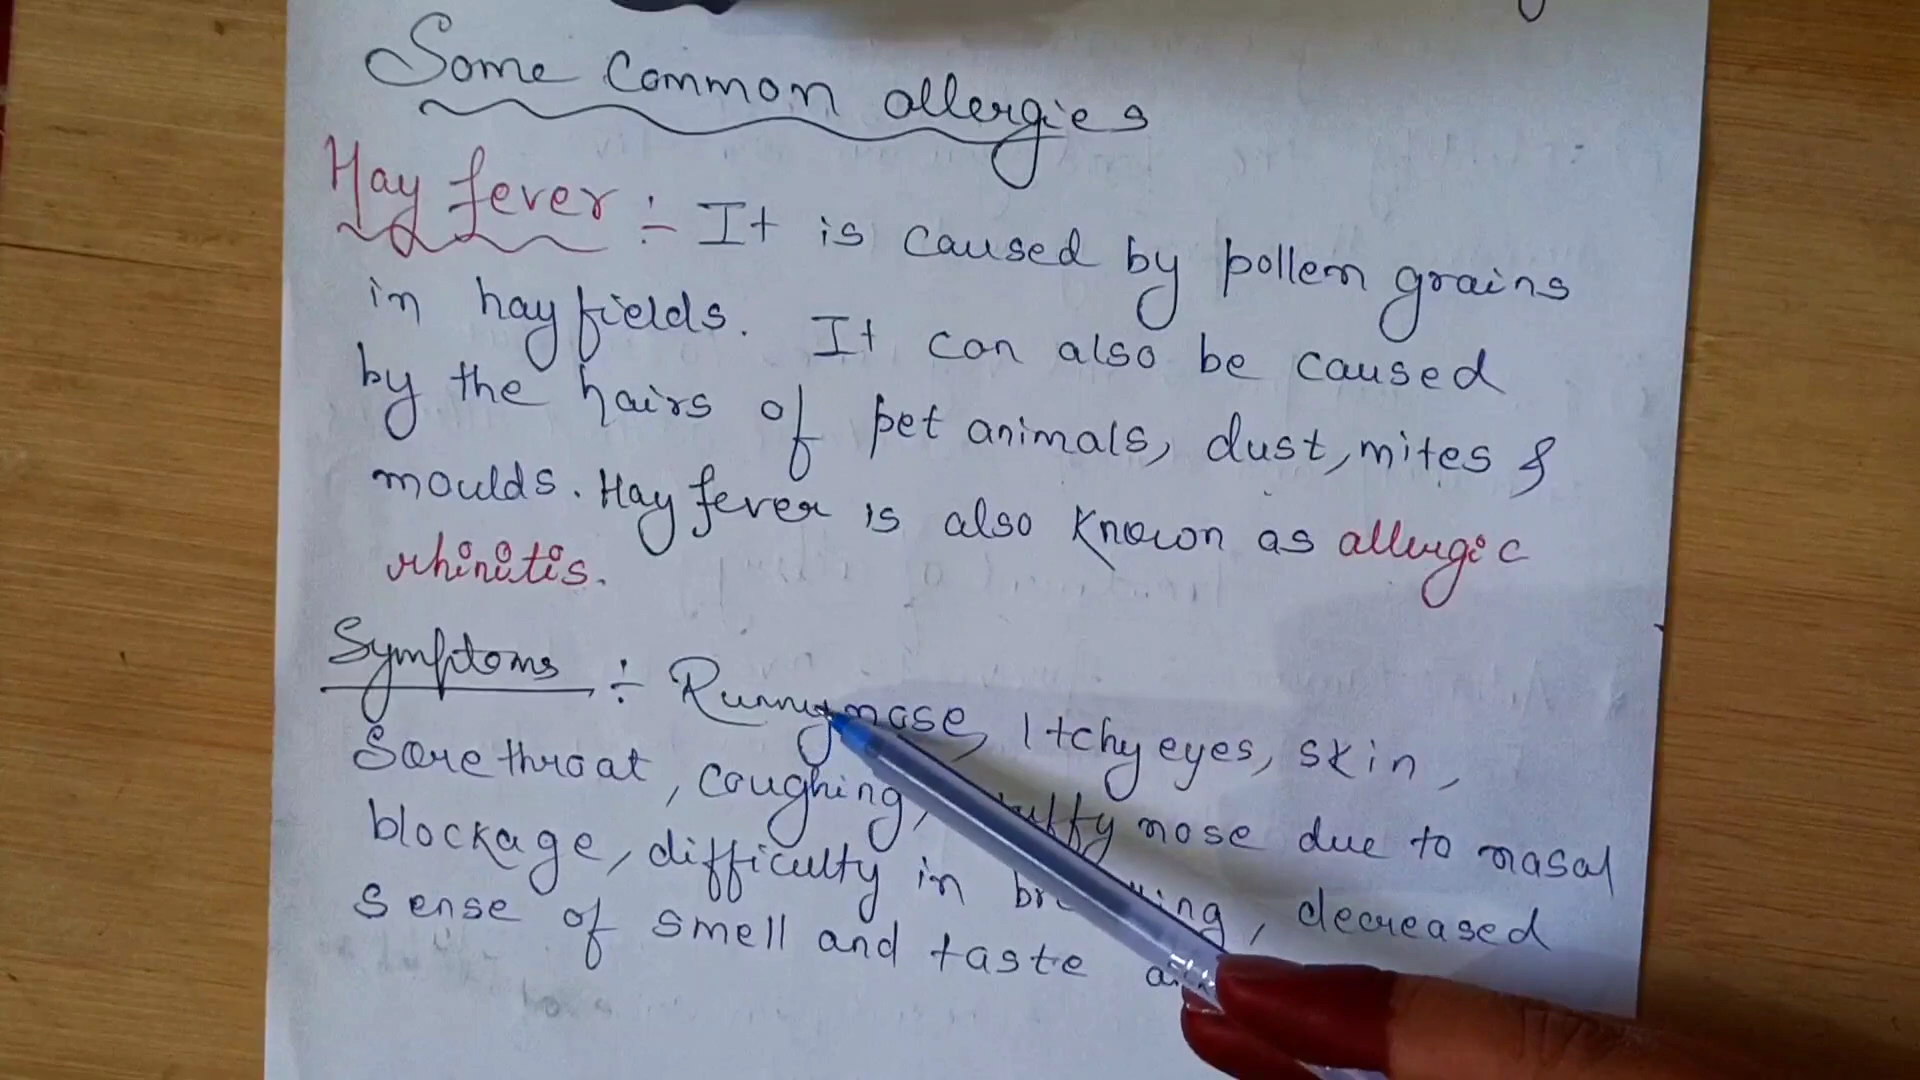 Some Common allergies
Hay fever :- It is caused by pollen grains
in hay fields. It can also be caused
by the hairs of pet animals, dust, mites &
moulds. Hay fever is also known as allergic
rhinitis.
Symptoms :- Runny nose, Itchy eyes, skin,
Sore throat, coughing, nose due to nasal
blockage, difficulty in decreased
sense of smell and taste